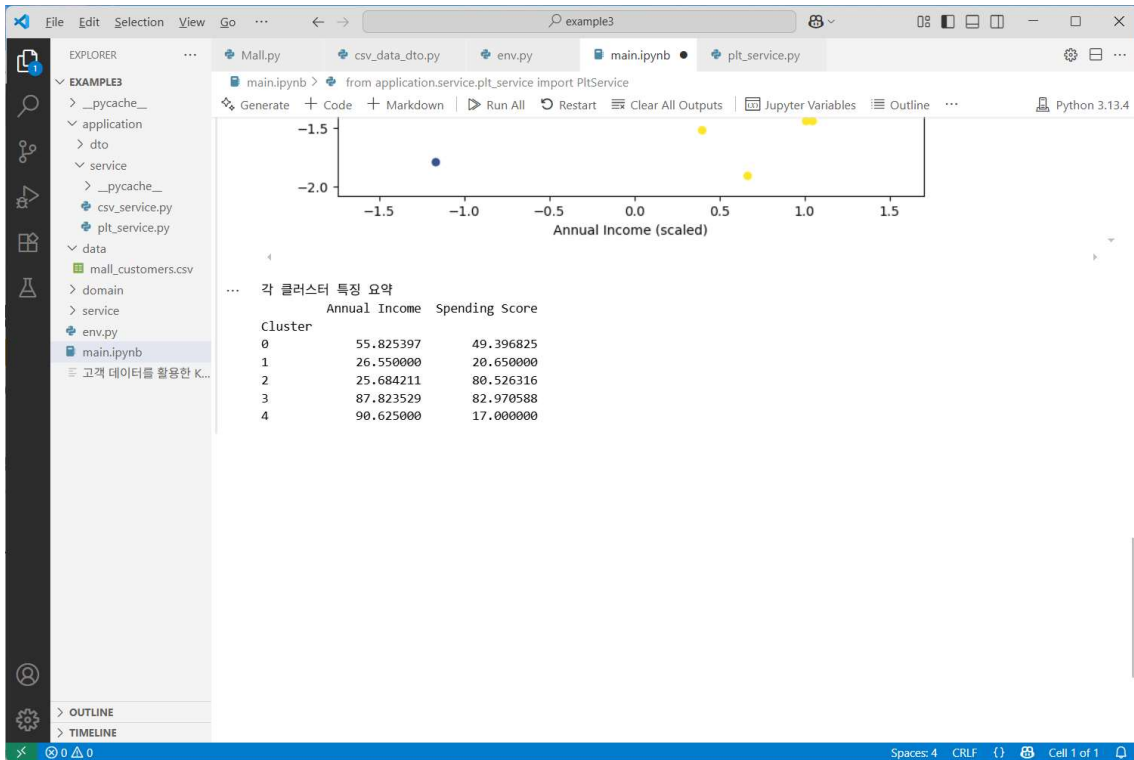 File Edit Selection View Go ··· ← → example3
EXPLORER ··· Mall.py csv_data_dto.py env.py main.ipynb ● plt_service.py ···
EXAMPLE3
main.ipynb > from application.service.plt_service import PltService
Generate + Code + Markdown | Run All Restart Clear All Outputs | Jupyter Variables Outline ··· Python 3.13.4
__pycache__
application
dto
service
__pycache__
csv_service.py
plt_service.py
data
mall_customers.csv
domain
service
env.py
main.ipynb
고객 데이터를 활용한 K...
−1.5
−2.0
−1.5 −1.0 −0.5 0.0 0.5 1.0 1.5
Annual Income (scaled)
··· 각 클러스터 특징 요약
Annual Income Spending Score
Cluster
0 55.825397 49.396825
1 26.550000 20.650000
2 25.684211 80.526316
3 87.823529 82.970588
4 90.625000 17.000000
1
OUTLINE
TIMELINE
0 0 Spaces: 4 CRLF {} Cell 1 of 1